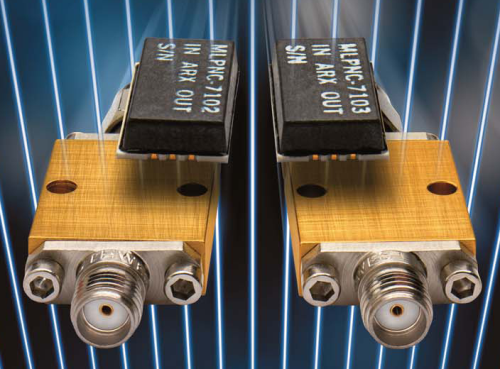 MLPNC-7102
IN ARX OUT
S/N
MLPNC-7103
IN ARX OUT
S/N